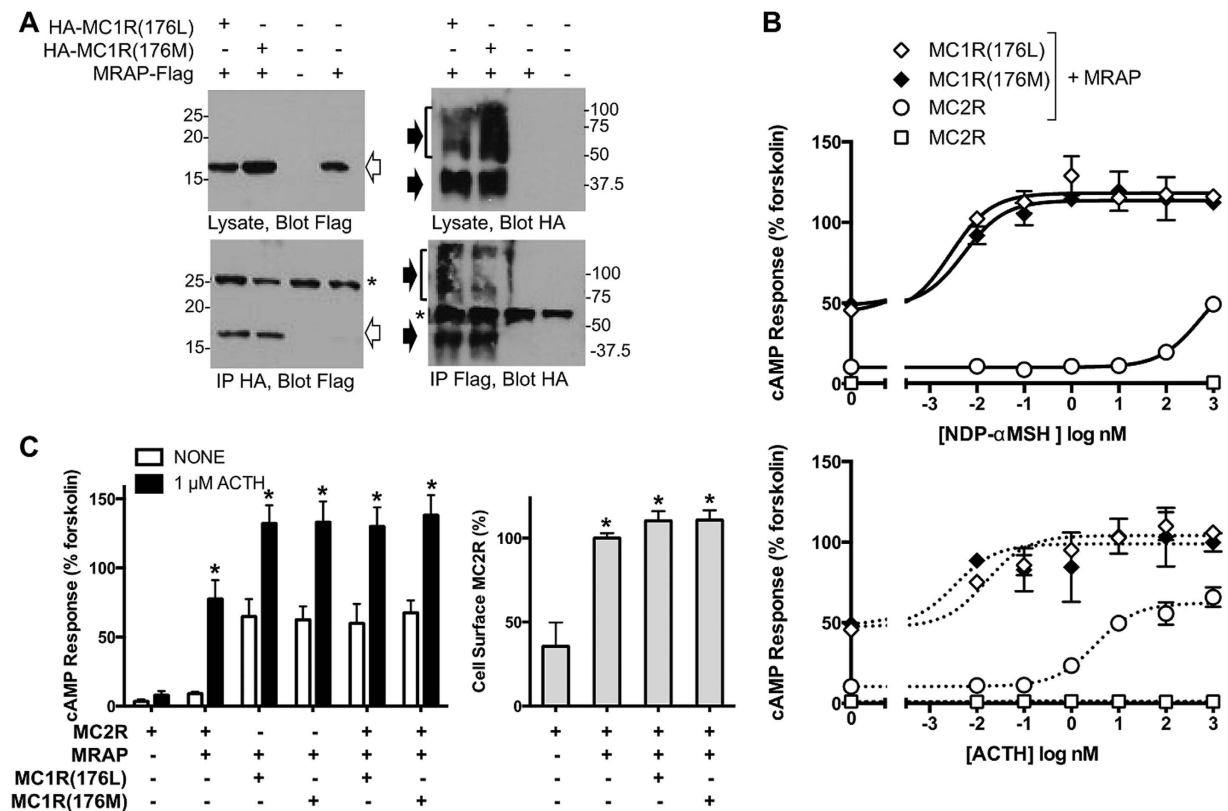 A
HA-MC1R(176L) + - - -
HA-MC1R(176M) - + - -
MRAP-Flag + + - +
+ - - -
- + - -
+ + + -
25-
20-
15-
Lysate, Blot Flag
-100
-75
-50
-37.5
Lysate, Blot HA
25-
20-
15-
*
IP HA, Blot Flag
*
-100
-75
-50
-37.5
IP Flag, Blot HA
B
MC1R(176L)
MC1R(176M)
MC2R
+ MRAP
MC2R
cAMP Response (% forskolin)
150
100
50
0
0 -3 -2 -1 0 1 2 3
[NDP-αMSH ] log nM
cAMP Response (% forskolin)
150
100
50
0
0 -3 -2 -1 0 1 2 3
[ACTH] log nM
C
NONE
1 µM ACTH
cAMP Response (% forskolin)
150
100
50
0
* * * * *
MC2R + + - - + +
MRAP - + + + + +
MC1R(176L) - - + - + -
MC1R(176M) - - - + - +
Cell Surface MC2R (%)
100
50
0
* * *
+ + + +
- + + +
- - + -
- - - +